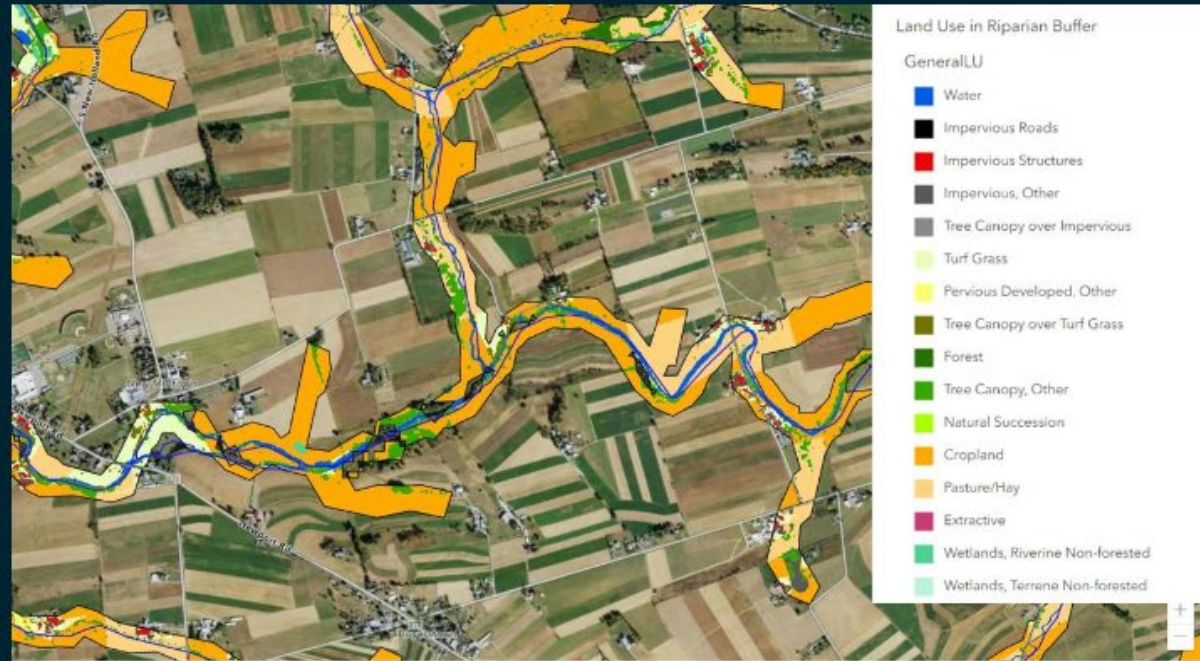 Land Use in Riparian Buffer
GeneralLU
Water
Impervious Roads
Impervious Structures
Impervious, Other
Tree Canopy over Impervious
Turf Grass
Pervious Developed, Other
Tree Canopy over Turf Grass
Forest
Tree Canopy, Other
Natural Succession
Cropland
Pasture/Hay
Extractive
Wetlands, Riverine Non-forested
Wetlands, Terrene Non-forested
+
−